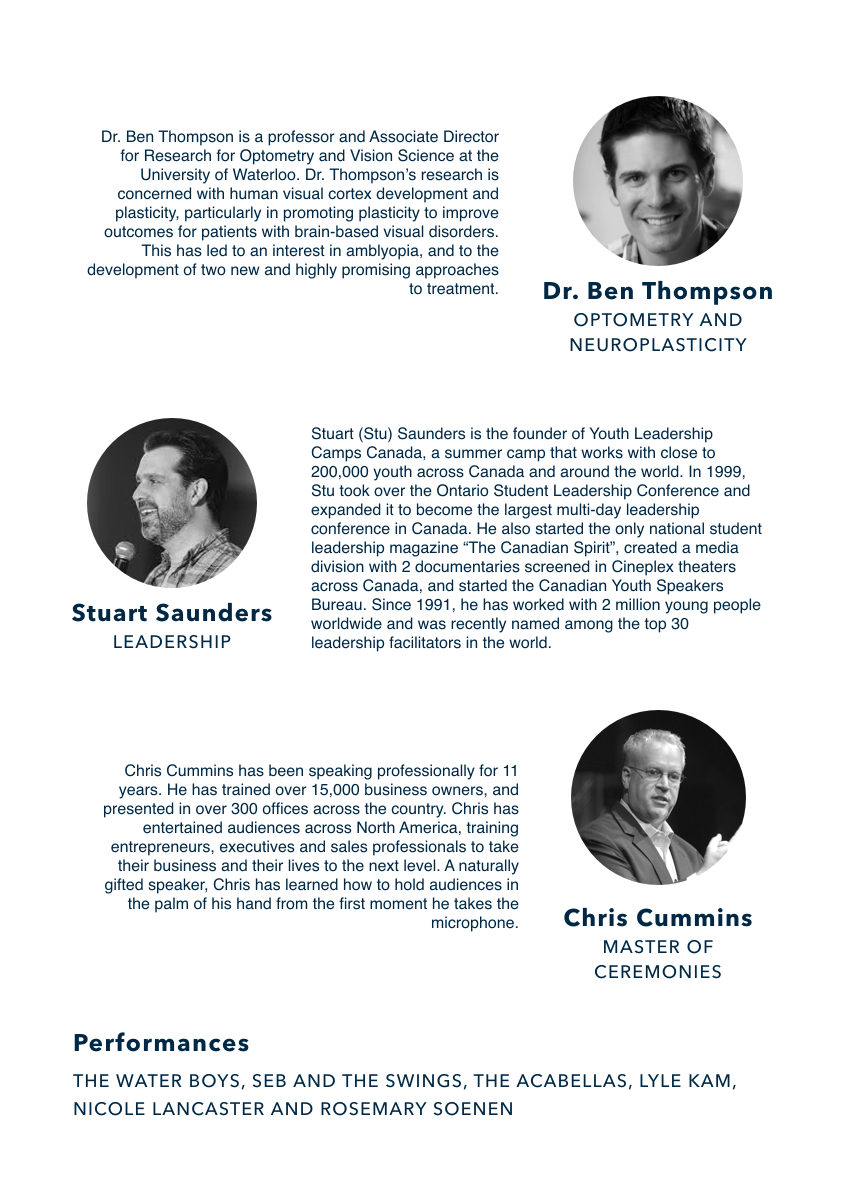 Dr. Ben Thompson is a professor and Associate Director
for Research for Optometry and Vision Science at the
University of Waterloo. Dr. Thompson’s research is
concerned with human visual cortex development and
plasticity, particularly in promoting plasticity to improve
outcomes for patients with brain-based visual disorders.
This has led to an interest in amblyopia, and to the
development of two new and highly promising approaches
to treatment.
Dr. Ben Thompson
OPTOMETRY AND
NEUROPLASTICITY
Stuart Saunders
LEADERSHIP
Stuart (Stu) Saunders is the founder of Youth Leadership
Camps Canada, a summer camp that works with close to
200,000 youth across Canada and around the world. In 1999,
Stu took over the Ontario Student Leadership Conference and
expanded it to become the largest multi-day leadership
conference in Canada. He also started the only national student
leadership magazine “The Canadian Spirit”, created a media
division with 2 documentaries screened in Cineplex theaters
across Canada, and started the Canadian Youth Speakers
Bureau. Since 1991, he has worked with 2 million young people
worldwide and was recently named among the top 30
leadership facilitators in the world.
Chris Cummins has been speaking professionally for 11
years. He has trained over 15,000 business owners, and
presented in over 300 offices across the country. Chris has
entertained audiences across North America, training
entrepreneurs, executives and sales professionals to take
their business and their lives to the next level. A naturally
gifted speaker, Chris has learned how to hold audiences in
the palm of his hand from the first moment he takes the
microphone.
Chris Cummins
MASTER OF
CEREMONIES
Performances
THE WATER BOYS, SEB AND THE SWINGS, THE ACABELLAS, LYLE KAM,
NICOLE LANCASTER AND ROSEMARY SOENEN